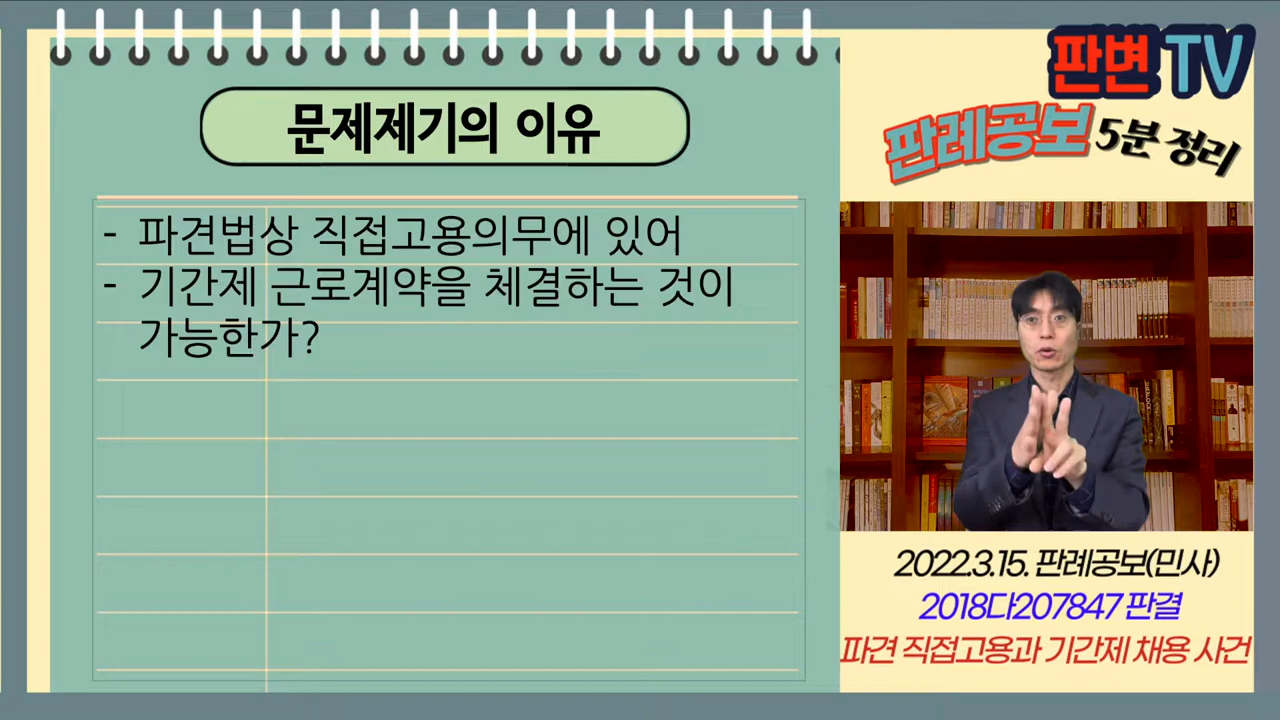 문제제기의 이유
- 파견법상 직접고용의무에 있어
- 기간제 근로계약을 체결하는 것이
가능한가?
판변 TV
판례공보 5분 정리
2022.3.15. 판례공보(민사)
2018다207847 판결
파견 직접고용과 기간제 채용 사건